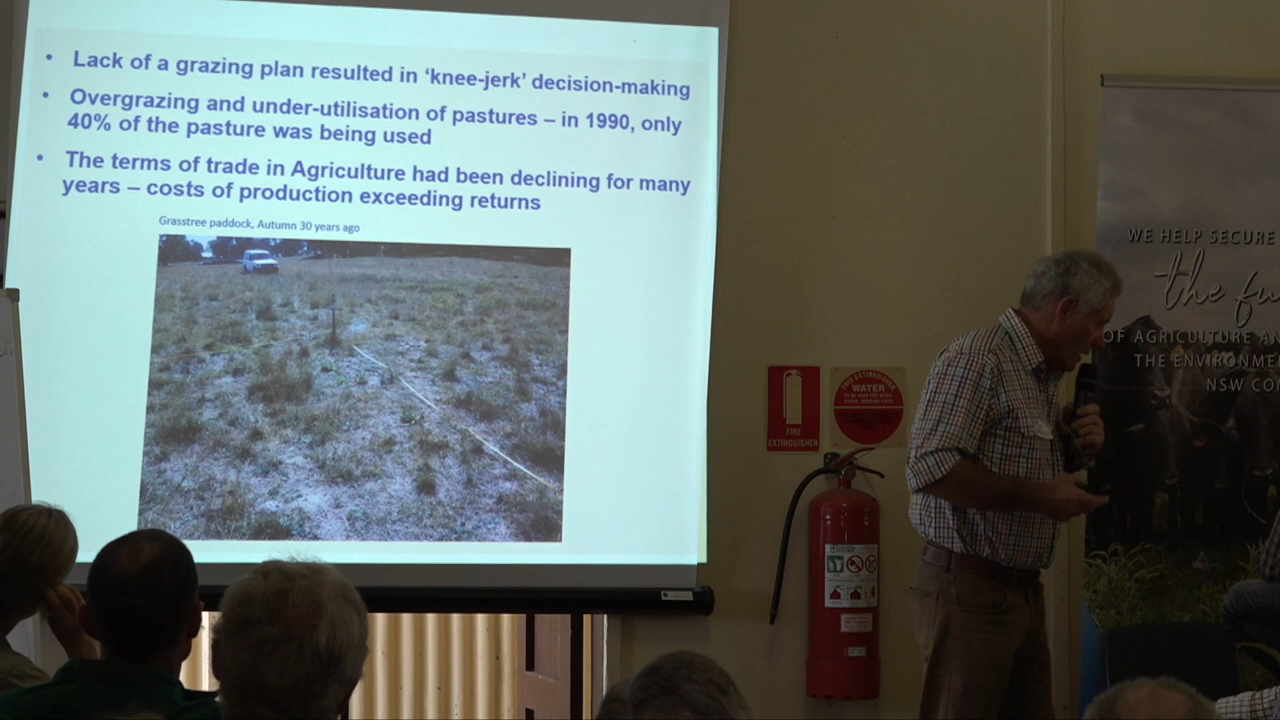 • Lack of a grazing plan resulted in ‘knee-jerk’ decision-making
• Overgrazing and under-utilisation of pastures – in 1990, only
40% of the pasture was being used
• The terms of trade in Agriculture had been declining for many
years – costs of production exceeding returns
Grasstree paddock, Autumn 30 years ago
FIRE
EXTINGUISHER
THIS EXTINGUISHER
WATER
WE HELP SECURE
the fu
OF AGRICULTURE AN
THE ENVIRONME
NSW CO